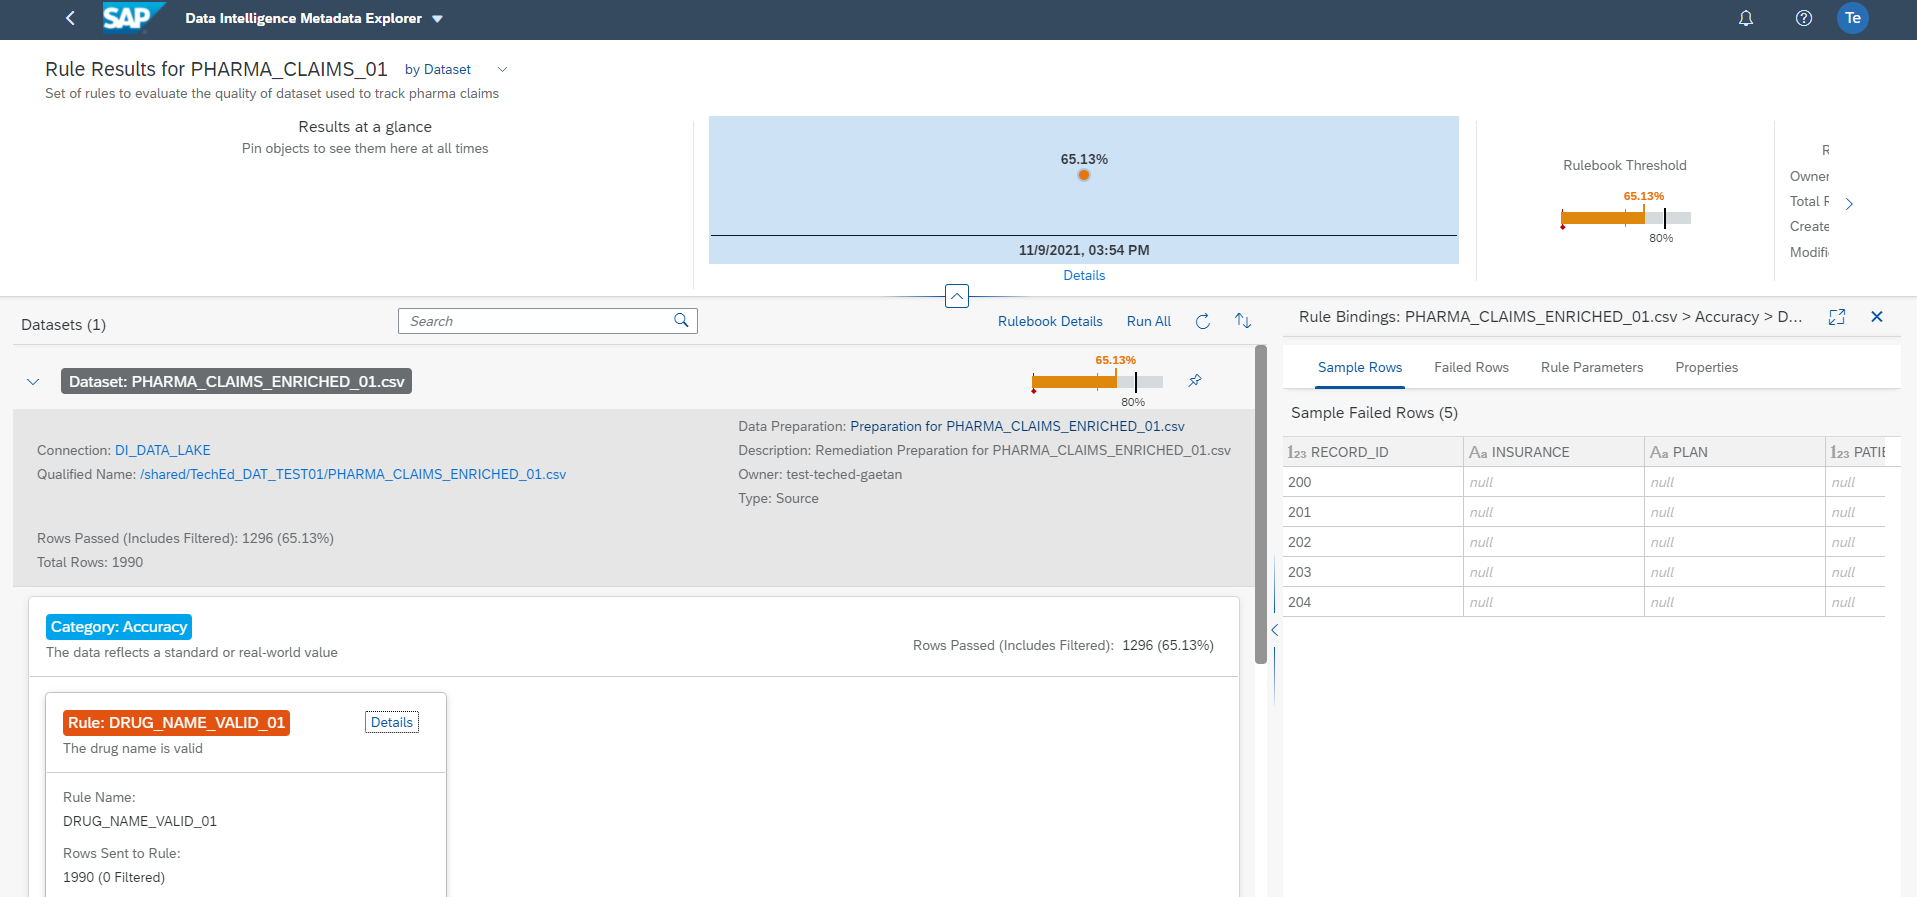 SAP Data Intelligence Metadata Explorer Te
Rule Results for PHARMA_CLAIMS_01 by Dataset
Set of rules to evaluate the quality of dataset used to track pharma claims
Results at a glance
Pin objects to see them here at all times
65.13%
11/9/2021, 03:54 PM
Details
Rulebook Threshold
65.13%
80%
R
Owner
Total R
Create
Modifi
Datasets (1)
Search
Rulebook Details Run All
Dataset: PHARMA_CLAIMS_ENRICHED_01.csv
65.13%
80%
Connection: DI_DATA_LAKE
Qualified Name: /shared/TechEd_DAT_TEST01/PHARMA_CLAIMS_ENRICHED_01.csv
Rows Passed (Includes Filtered): 1296 (65.13%)
Total Rows: 1990
Data Preparation: Preparation for PHARMA_CLAIMS_ENRICHED_01.csv
Description: Remediation Preparation for PHARMA_CLAIMS_ENRICHED_01.csv
Owner: test-teched-gaetan
Type: Source
Category: Accuracy
The data reflects a standard or real-world value
Rows Passed (Includes Filtered): 1296 (65.13%)
Rule: DRUG_NAME_VALID_01 Details
The drug name is valid
Rule Name:
DRUG_NAME_VALID_01
Rows Sent to Rule:
1990 (0 Filtered)
Rule Bindings: PHARMA_CLAIMS_ENRICHED_01.csv > Accuracy > D...
Sample Rows Failed Rows Rule Parameters Properties
Sample Failed Rows (5)
123 RECORD_ID Aa INSURANCE Aa PLAN 123 PATIE
200 null null null
201 null null null
202 null null null
203 null null null
204 null null null